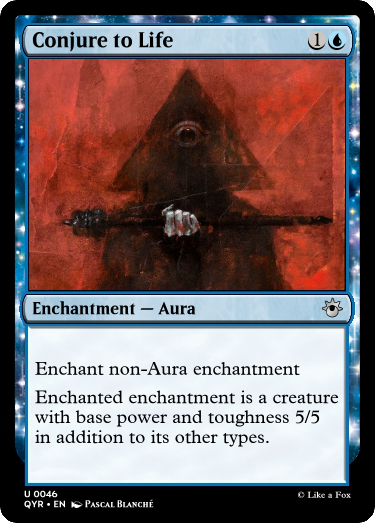 Conjure to Life
1
Enchantment — Aura
Enchant non-Aura enchantment
Enchanted enchantment is a creature
with base power and toughness 5/5
in addition to its other types.
U 0046
QYR • EN PASCAL BLANCHÉ
© Like a Fox